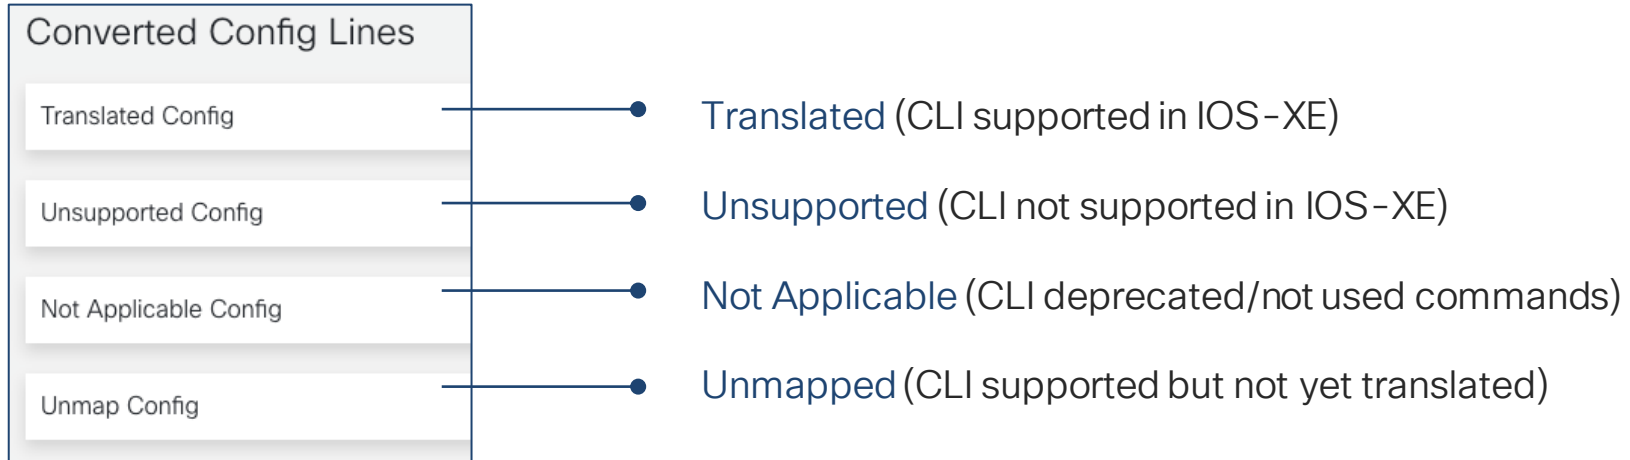 Converted Config Lines
Translated Config
Translated (CLI supported in IOS-XE)
Unsupported Config
Unsupported (CLI not supported in IOS-XE)
Not Applicable Config
Not Applicable (CLI deprecated/not used commands)
Unmap Config
Unmapped (CLI supported but not yet translated)